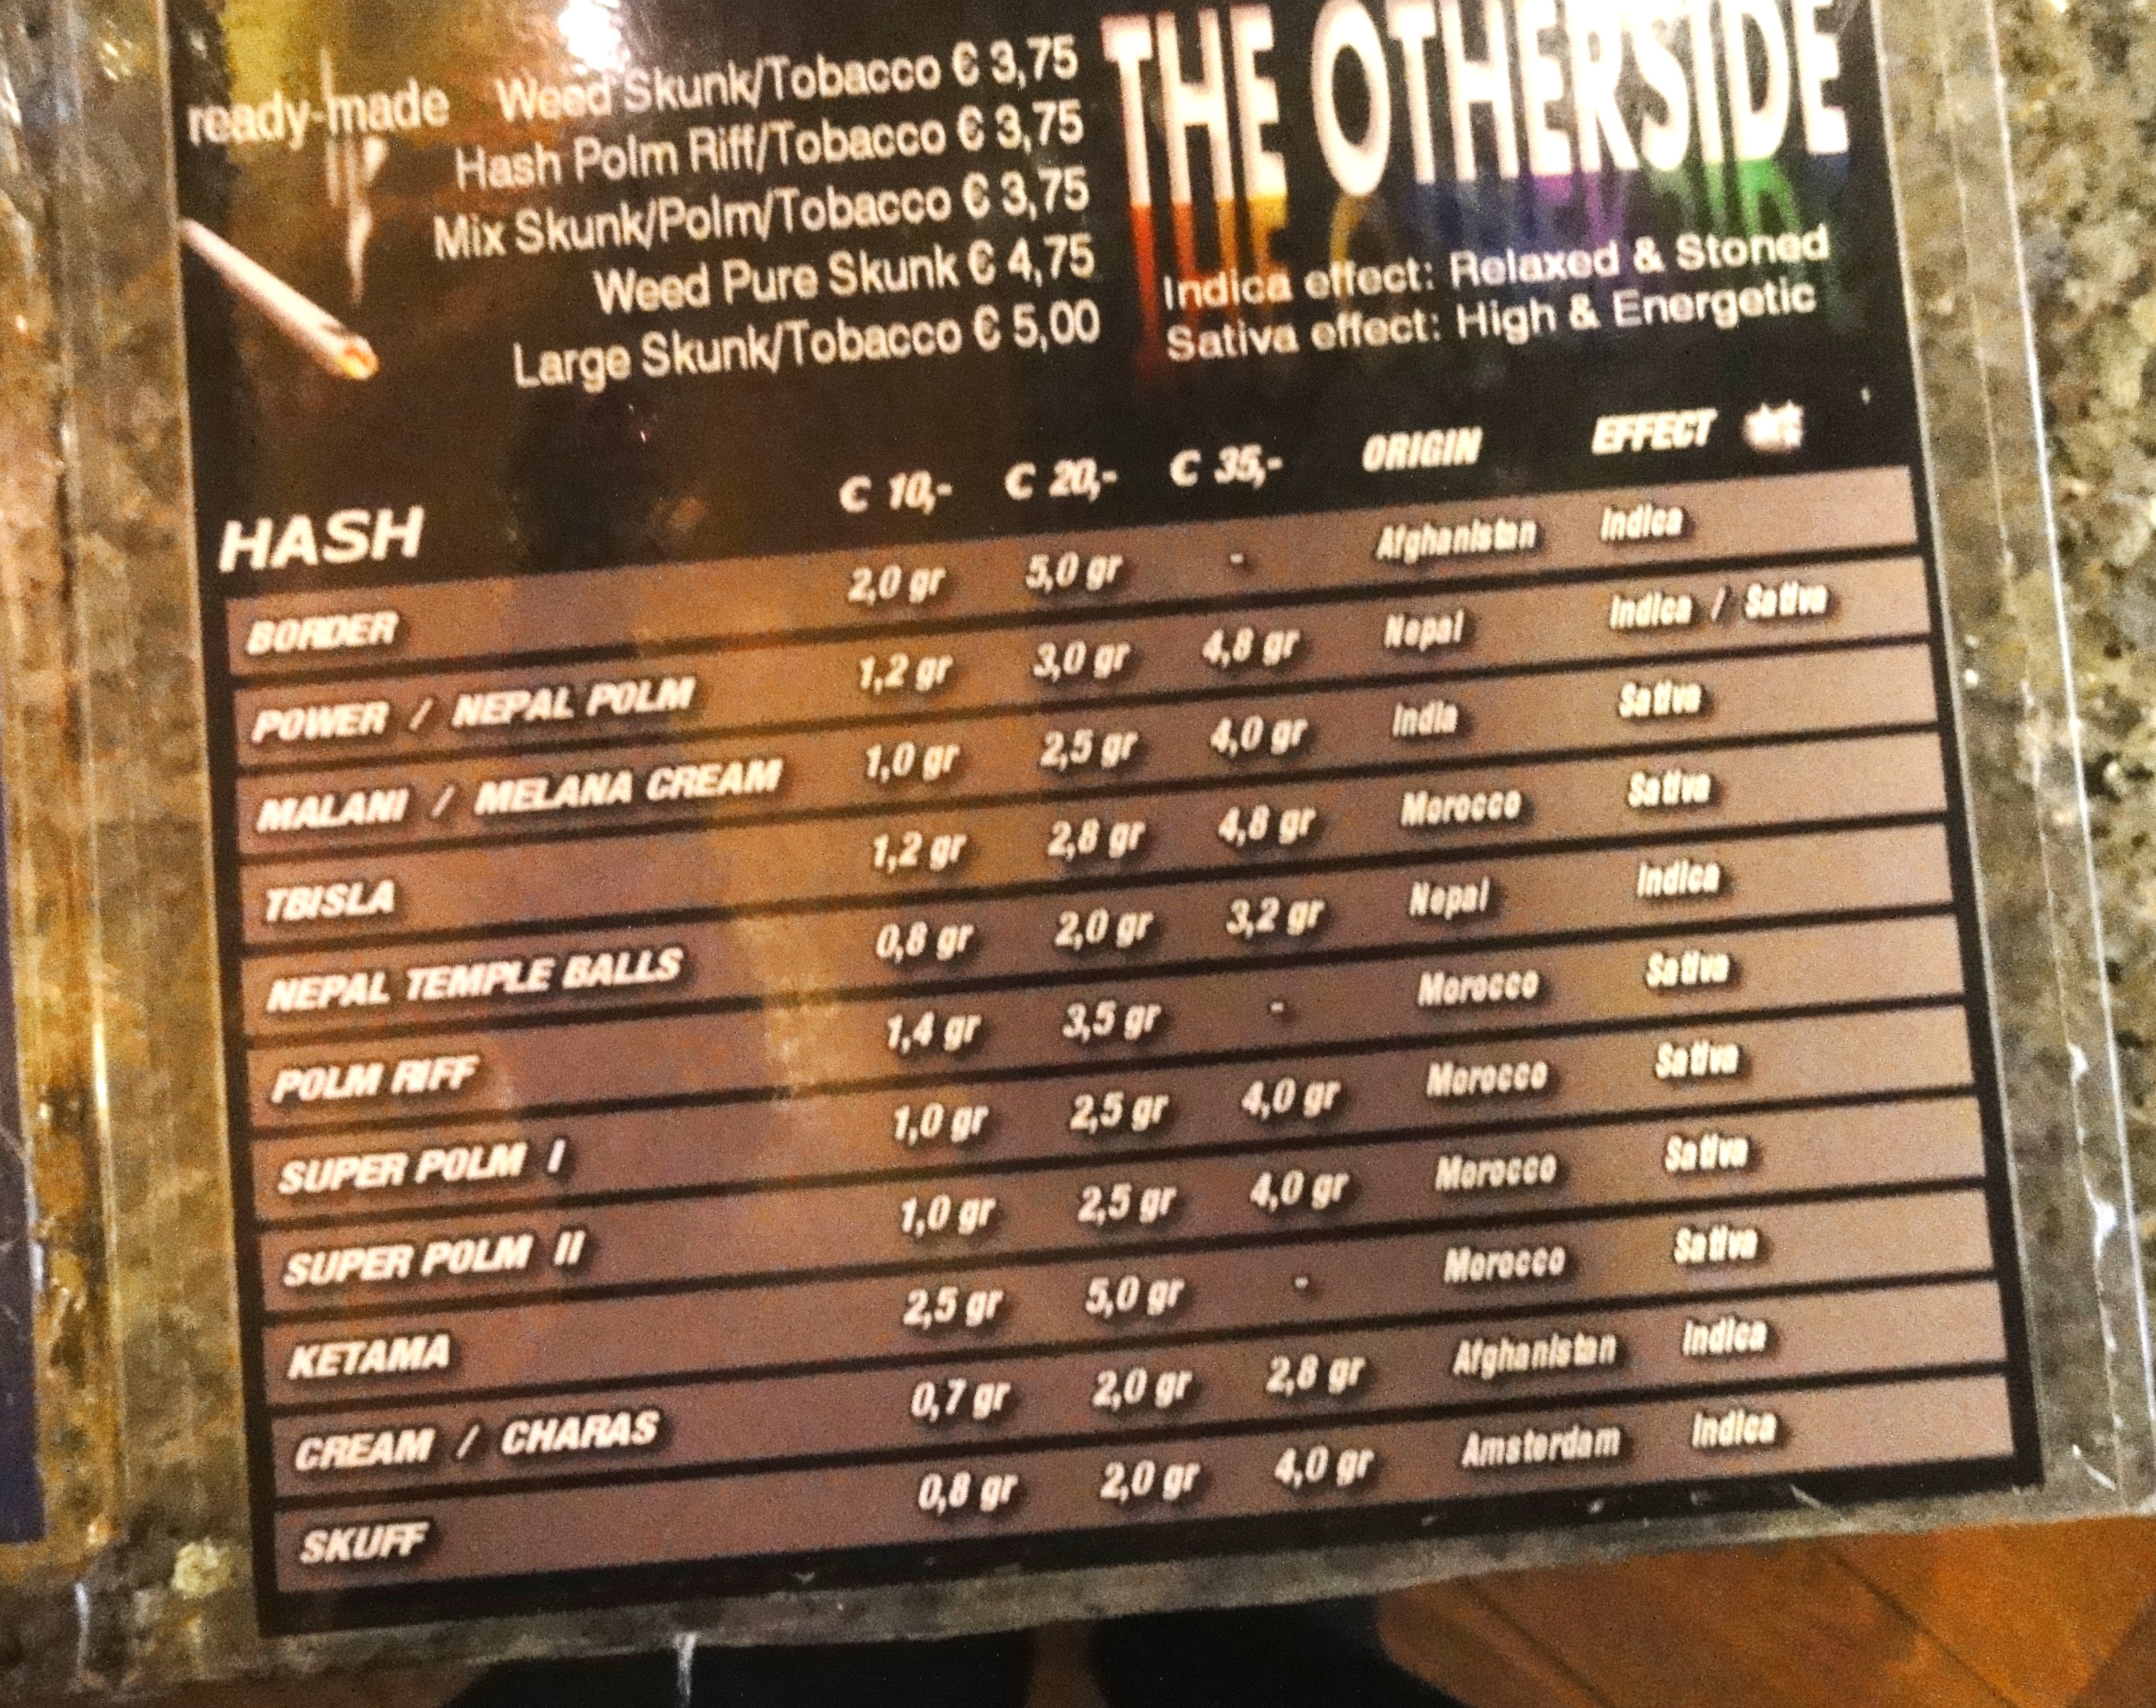 ready-made Weed Skunk/Tobacco € 3,75
Hash Polm Riff/Tobacco € 3,75
Mix Skunk/Polm/Tobacco € 3,75
Weed Pure Skunk € 4,75
Large Skunk/Tobacco € 5,00
THE OTHERSIDE
Indica effect: Relaxed & Stoned
Sativa effect: High & Energetic
HASH € 10,- € 20,- € 35,- ORIGIN EFFECT
BORDER 2,0 gr 5,0 gr - Afghanistan Indica
POWER / NEPAL POLM 1,2 gr 3,0 gr 4,8 gr Nepal Indica / Sativa
MALANI / MELANA CREAM 1,0 gr 2,5 gr 4,0 gr India Sativa
TBISLA 1,2 gr 2,8 gr 4,8 gr Morocco Sativa
NEPAL TEMPLE BALLS 0,8 gr 2,0 gr 3,2 gr Nepal Indica
POLM RIFF 1,4 gr 3,5 gr - Morocco Sativa
SUPER POLM I 1,0 gr 2,5 gr 4,0 gr Morocco Sativa
SUPER POLM II 1,0 gr 2,5 gr 4,0 gr Morocco Sativa
KETAMA 2,5 gr 5,0 gr - Morocco Sativa
CREAM / CHARAS 0,7 gr 2,0 gr 2,8 gr Afghanistan Indica
SKUFF 0,8 gr 2,0 gr 4,0 gr Amsterdam Indica